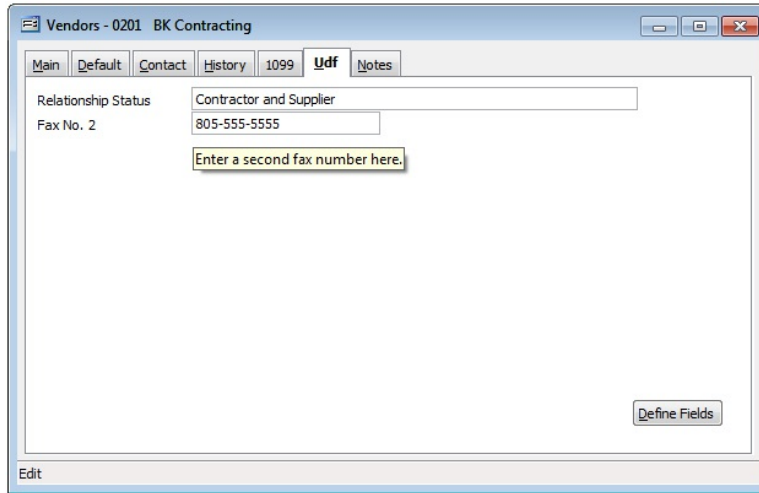 Vendors - 0201 BK Contracting
Main Default Contact History 1099 Udf Notes
Relationship Status Contractor and Supplier
Fax No. 2 805-555-5555
Enter a second fax number here.
Define Fields
Edit